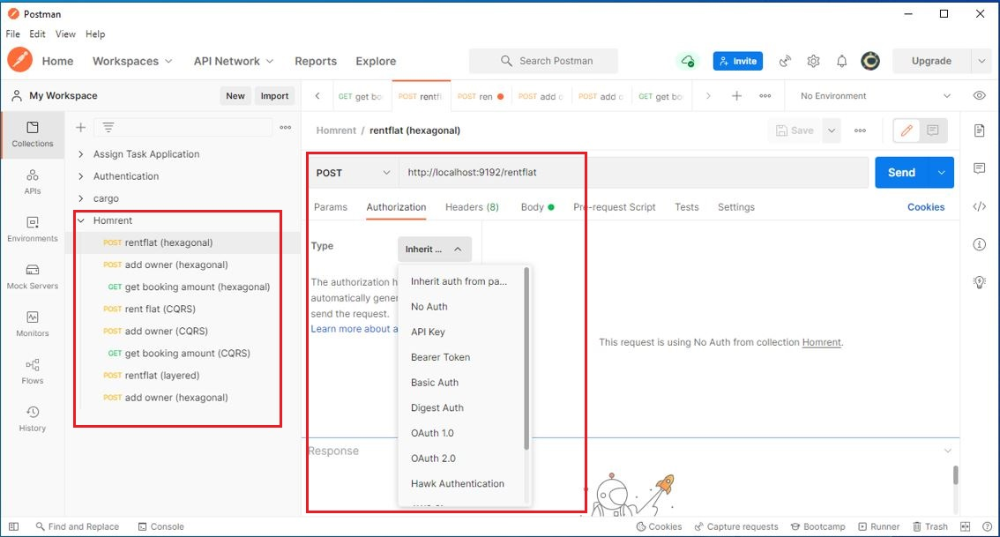 Postman
File Edit View Help
Home Workspaces API Network Reports Explore Search Postman Invite Upgrade
My Workspace New Import
GET get bo POST rentfl POST ren POST add o POST add o GET get bo No Environment
Collections
APIs
Environments
Mock Servers
Monitors
Flows
History
Assign Task Application
Authentication
cargo
Homrent
POST rentflat (hexagonal)
POST add owner (hexagonal)
GET get booking amount (hexagonal)
POST rent flat (CQRS)
POST add owner (CQRS)
GET get booking amount (CQRS)
POST rentflat (layered)
POST add owner (hexagonal)
Homrent / rentflat (hexagonal) Save
POST http://localhost:9192/rentflat Send
Params Authorization Headers (8) Body Pre-request Script Tests Settings Cookies
Type Inherit ...
The authorization h
automatically gener
send the request.
Learn more about a
Inherit auth from pa...
No Auth
API Key
Bearer Token
Basic Auth
Digest Auth
OAuth 1.0
OAuth 2.0
Hawk Authentication
This request is using No Auth from collection Homrent.
Response
Find and Replace Console Cookies Capture requests Bootcamp Runner Trash